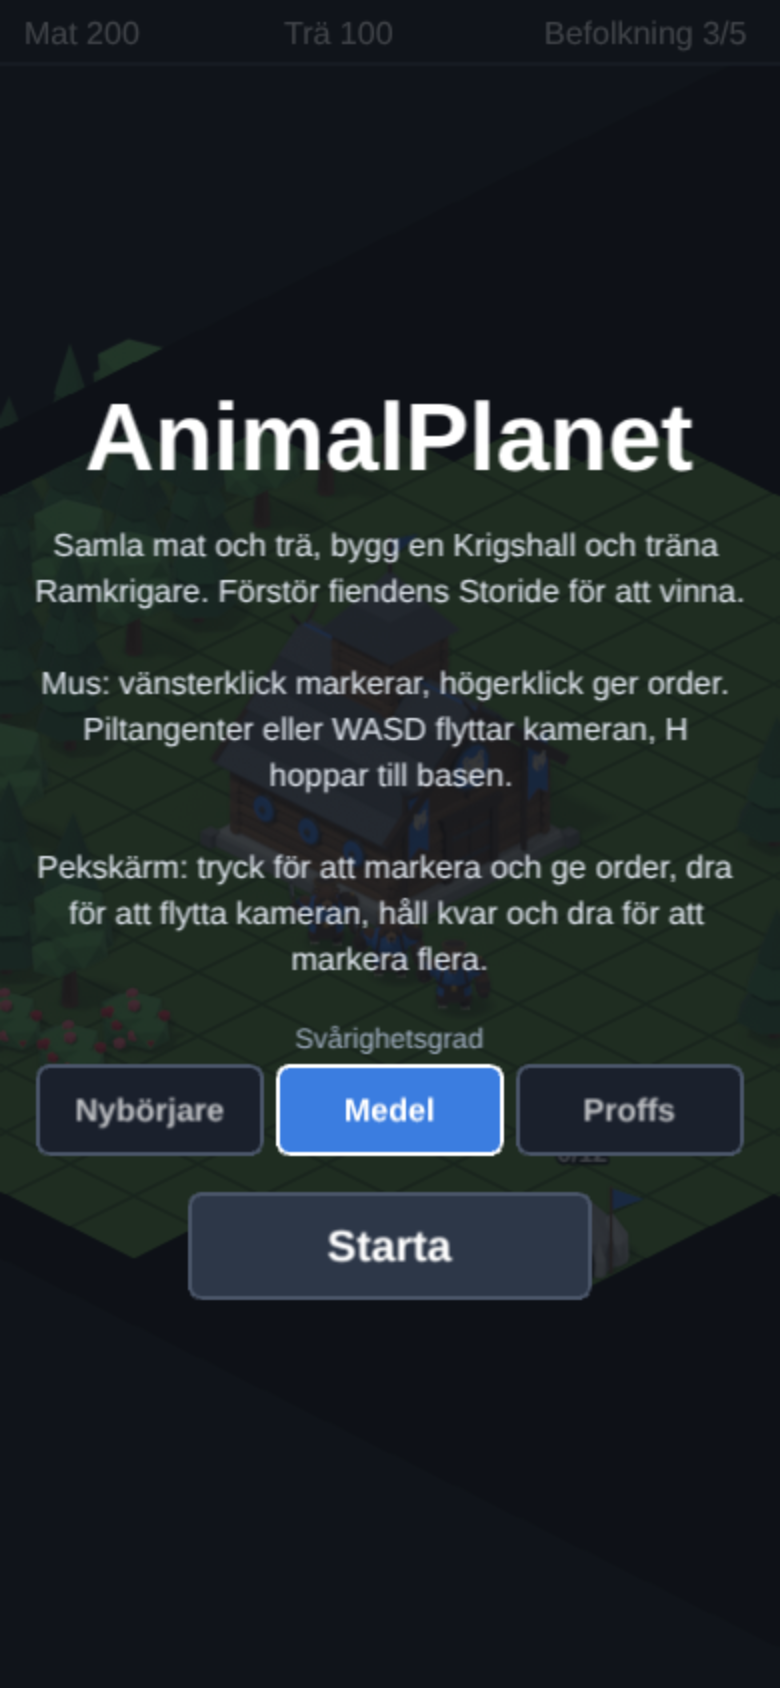 Mat 200 Trä 100 Befolkning 3/5
AnimalPlanet
Samla mat och trä, bygg en Krigshall och träna
Ramkrigare. Förstör fiendens Storide för att vinna.
Mus: vänsterklick markerar, högerklick ger order.
Piltangenter eller WASD flyttar kameran, H
hoppar till basen.
Pekskärm: tryck för att markera och ge order, dra
för att flytta kameran, håll kvar och dra för att
markera flera.
Svårighetsgrad
Nybörjare Medel Proffs
Starta